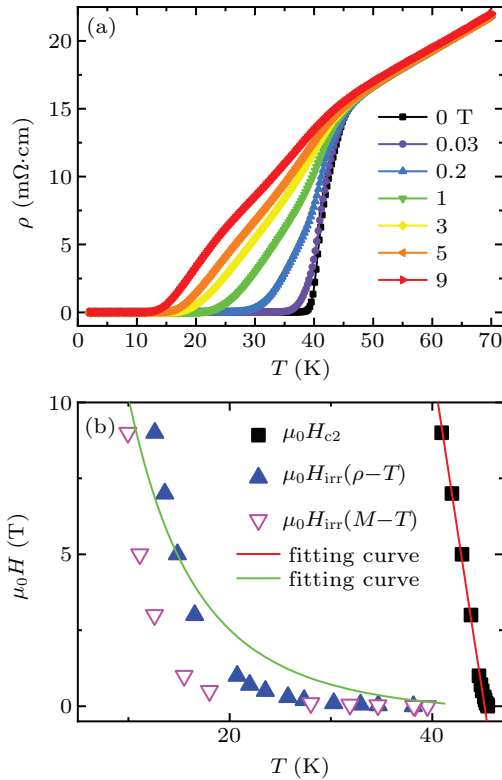 (a)
20
15
10
5
0
ρ (mΩ·cm)
0 T
0.03
0.2
1
3
5
9
0 10 20 30 40 50 60 70
T (K)
(b)
10
5
0
μ₀H (T)
μ₀Hc2
μ₀Hirr(ρ−T)
μ₀Hirr(M−T)
fitting curve
fitting curve
20 40
T (K)